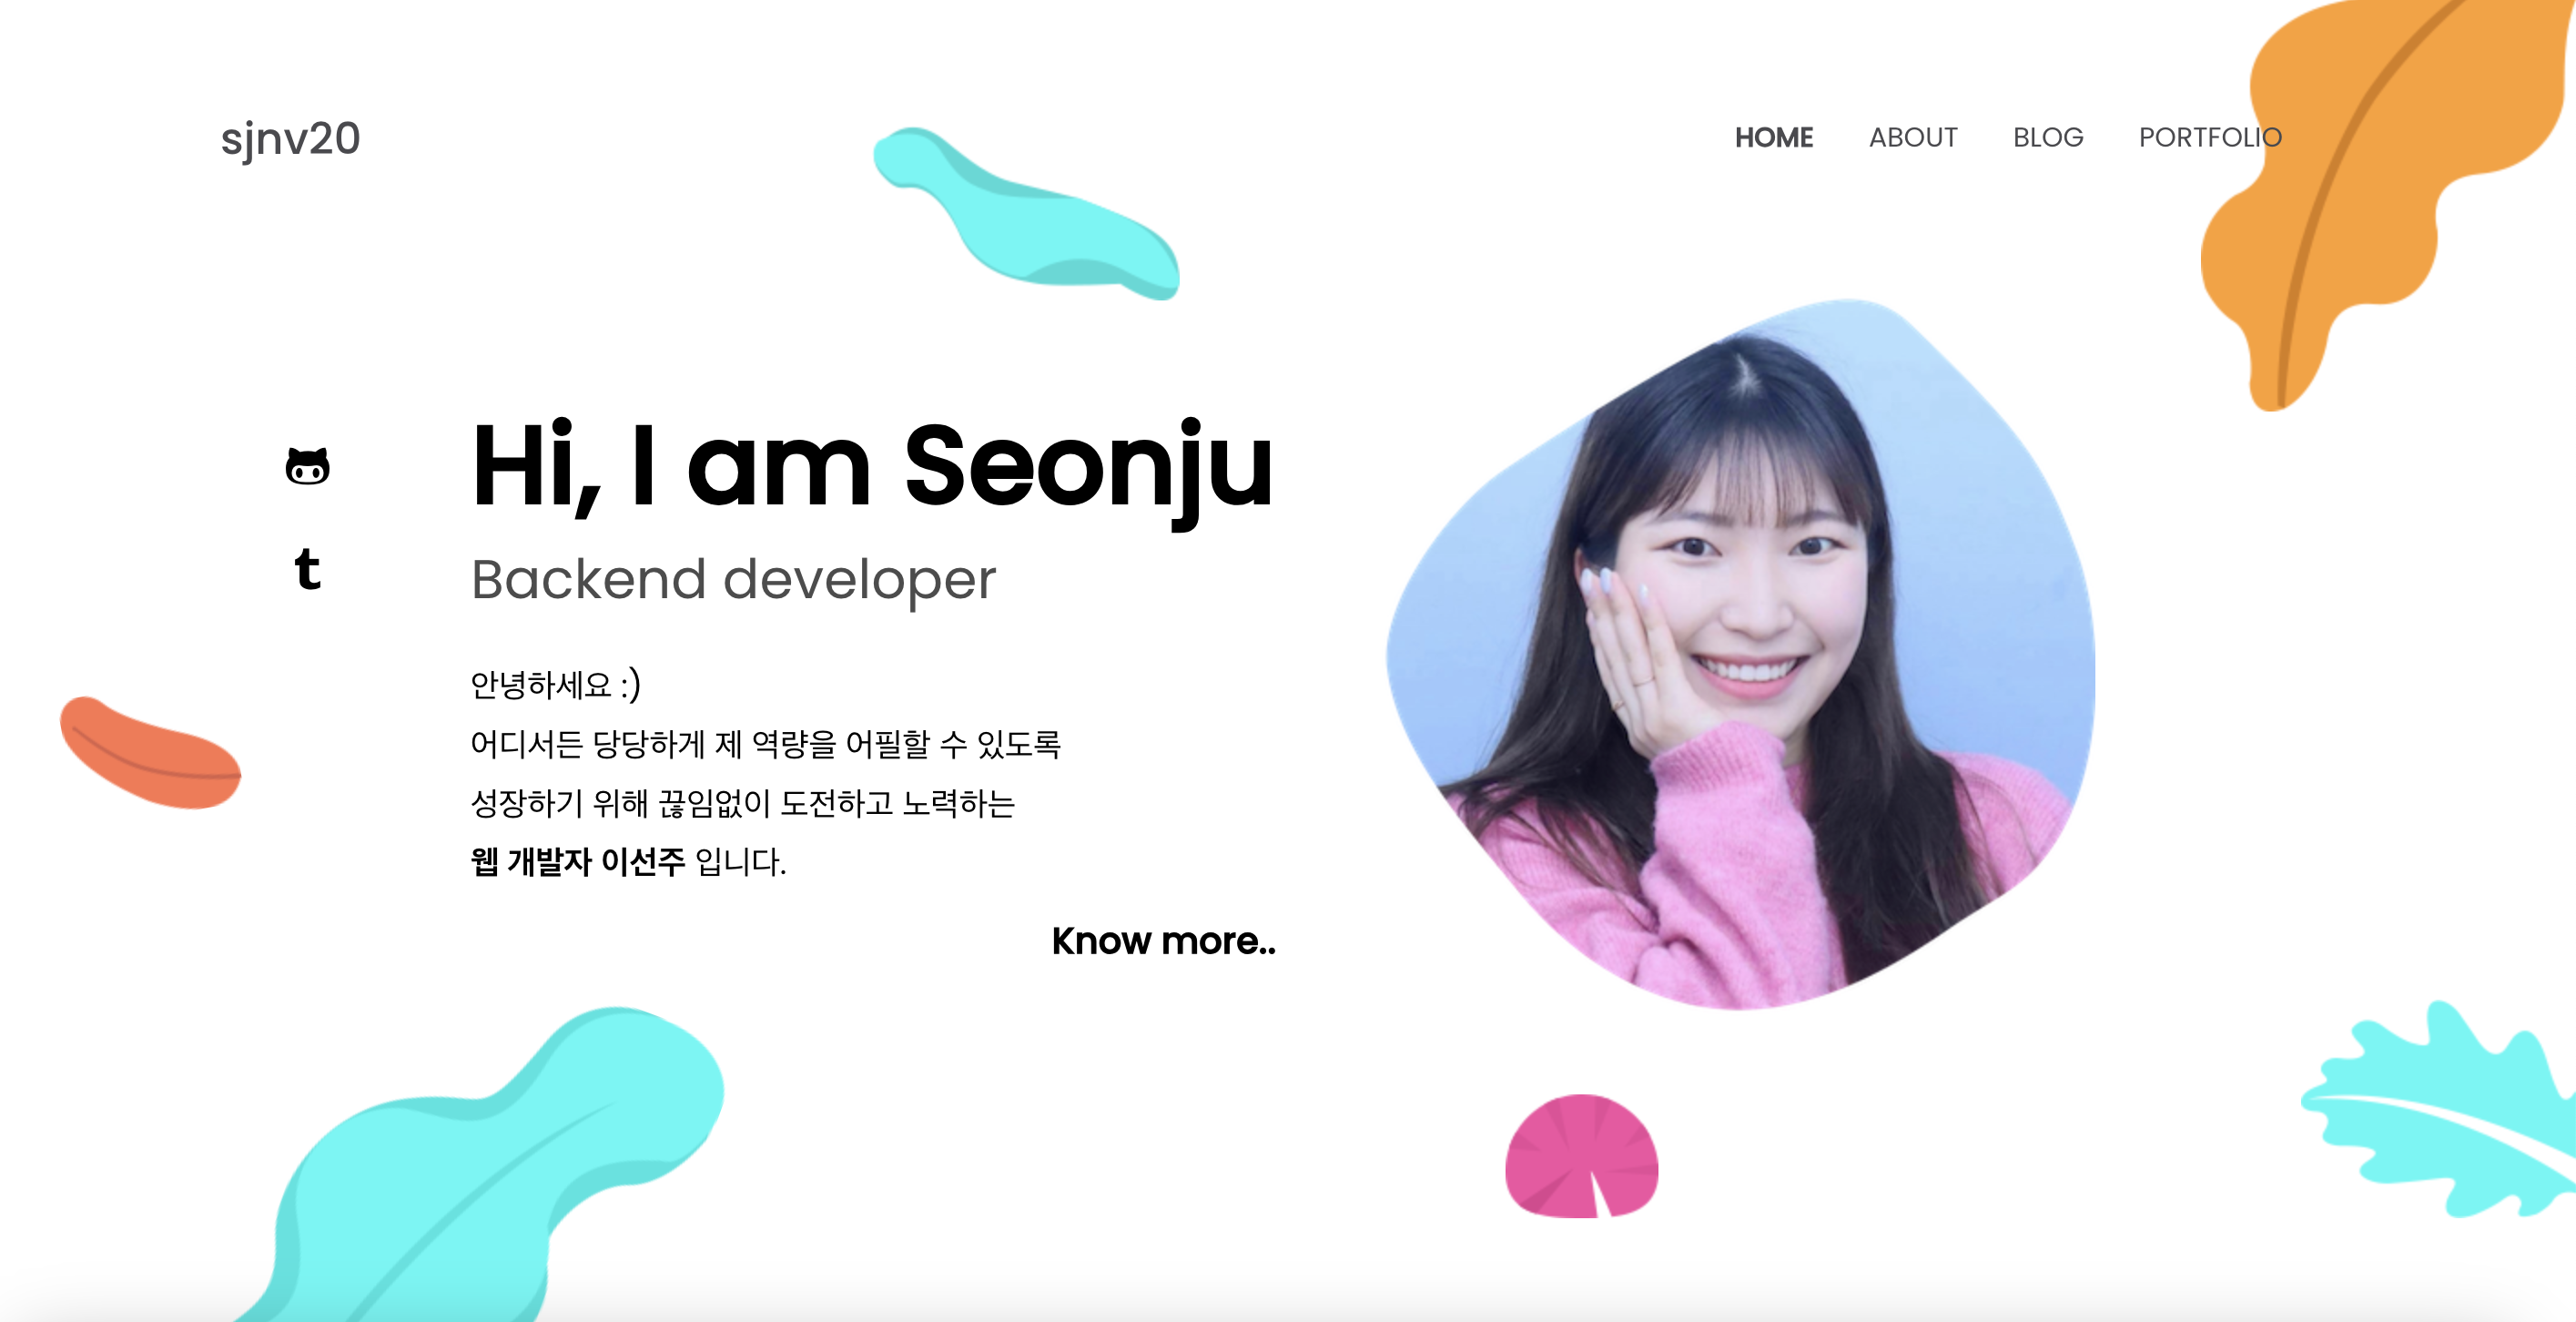 sjnv20
HOME ABOUT BLOG PORTFOLIO
Hi, I am Seonju
Backend developer
안녕하세요 :)
어디서든 당당하게 제 역량을 어필할 수 있도록
성장하기 위해 끊임없이 도전하고 노력하는
웹 개발자 이선주 입니다.
Know more..
t